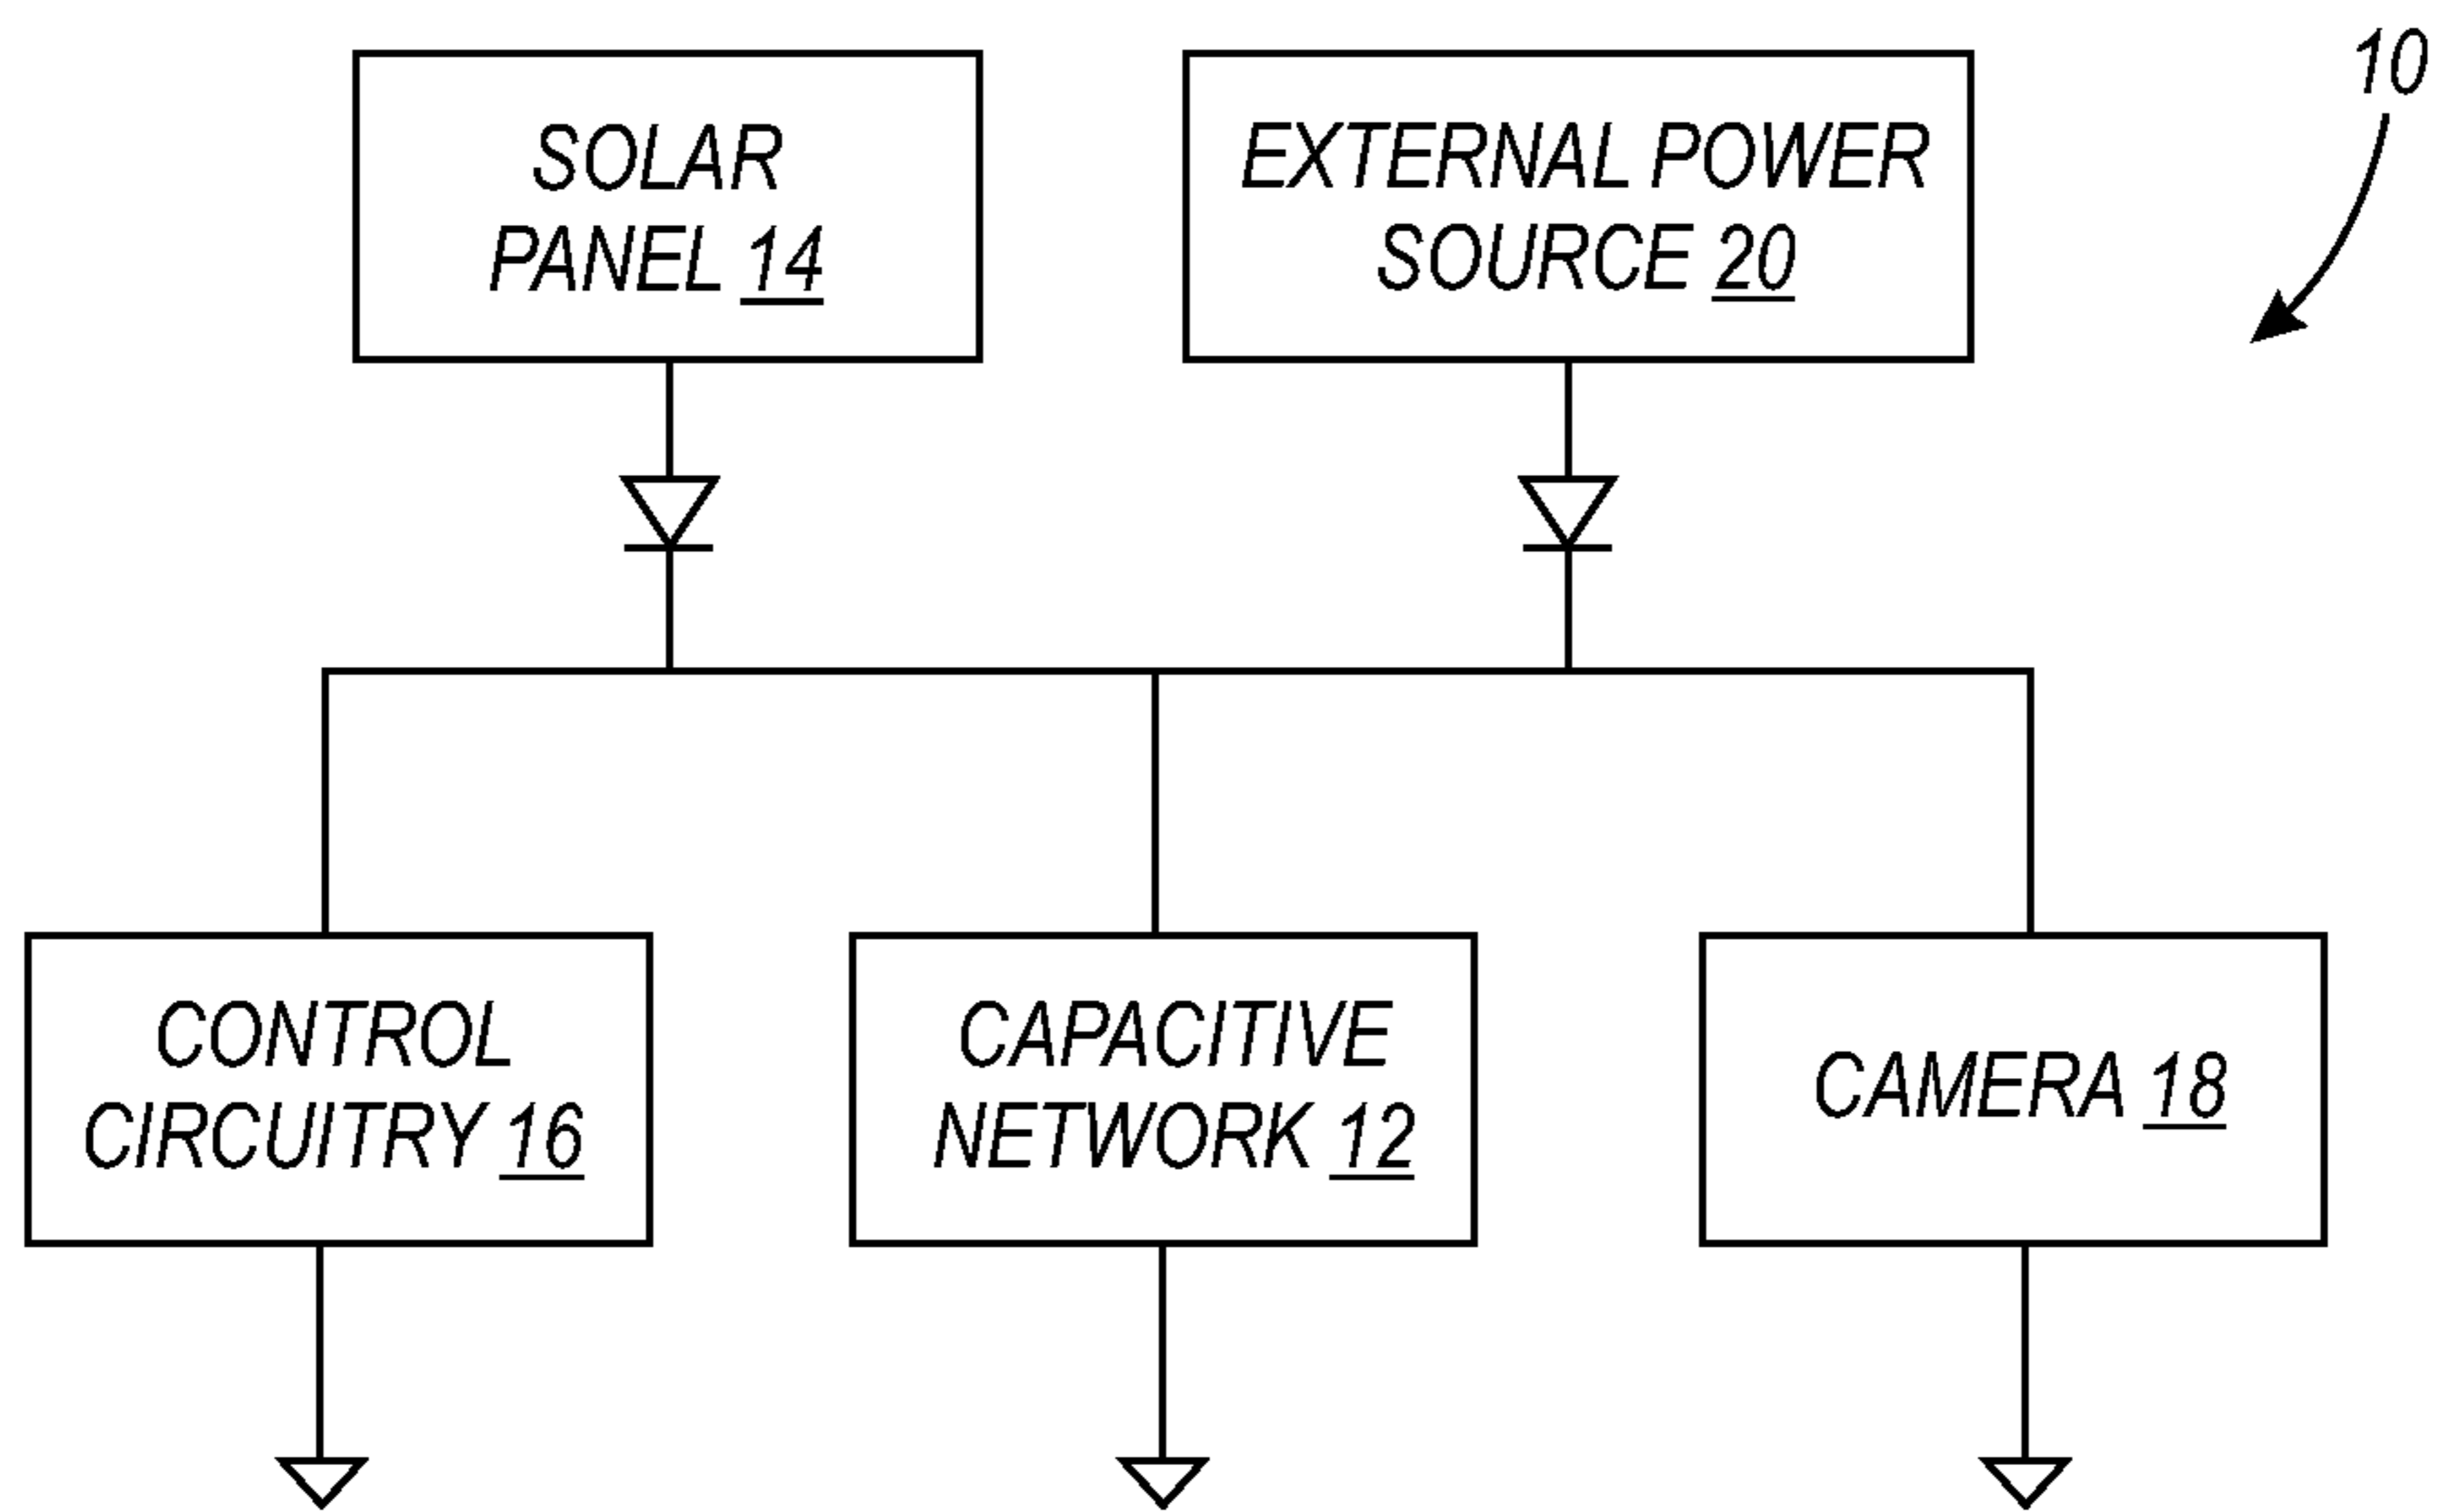 10
SOLAR
PANEL 14
EXTERNAL POWER
SOURCE 20
CONTROL
CIRCUITRY 16
CAPACITIVE
NETWORK 12
CAMERA 18